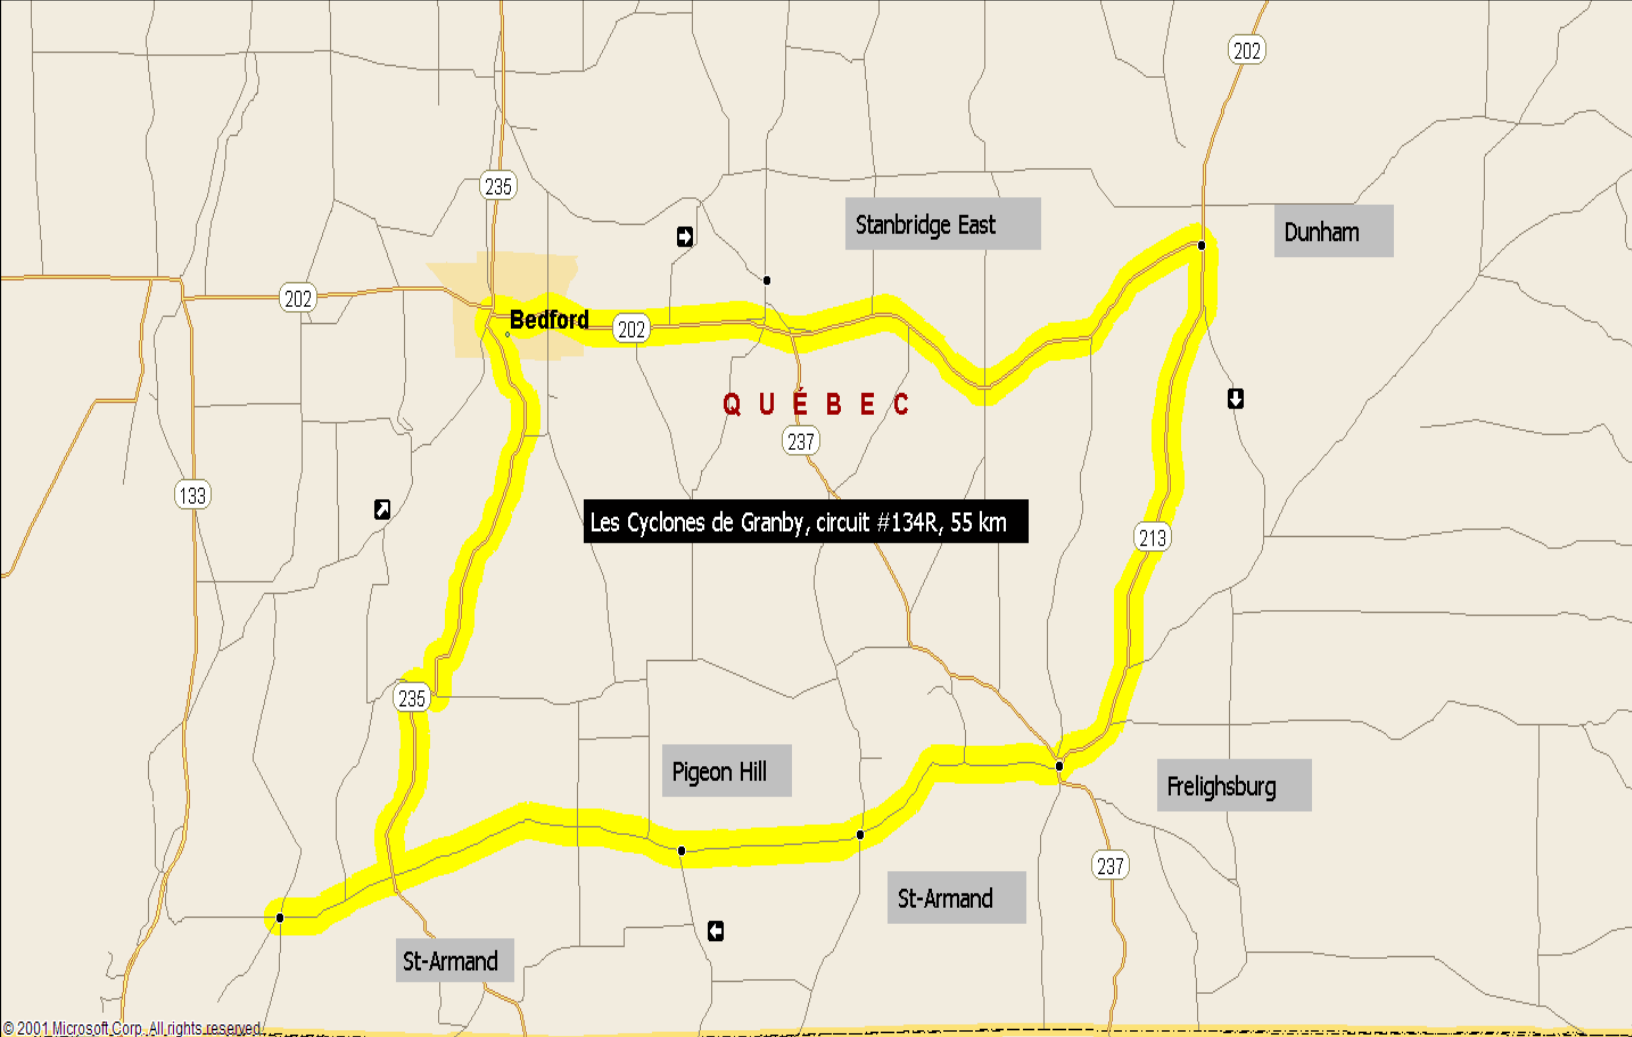 202
235
Stanbridge East
Dunham
202
Bedford
202
QUÉBEC
237
133
Les Cyclones de Granby, circuit #134R, 55 km
213
235
Pigeon Hill
Frelighsburg
237
St-Armand
St-Armand
© 2001 Microsoft Corp. All rights reserved.